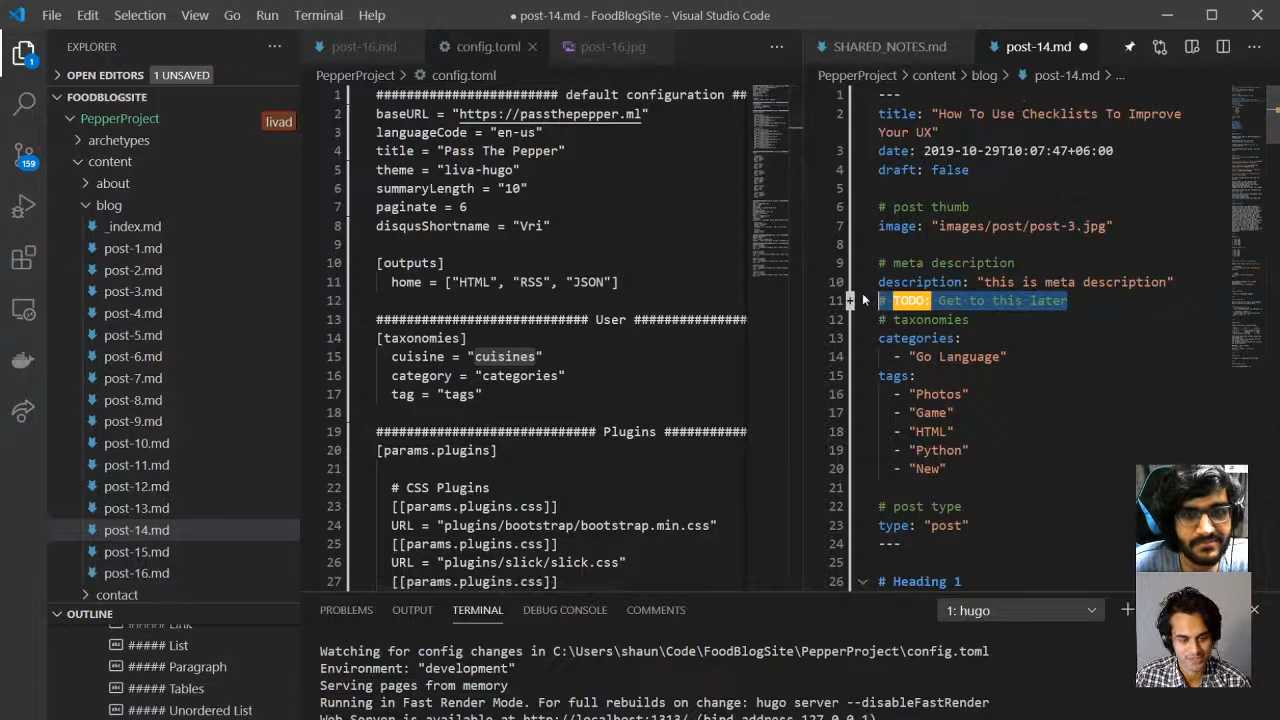 File Edit Selection View Go Run Terminal Help
● post-14.md - FoodBlogSite - Visual Studio Code
EXPLORER
OPEN EDITORS 1 UNSAVED
FOODBLOGSITE
PepperProject
livad
archetypes
content
about
blog
_index.md
post-1.md
post-2.md
post-3.md
post-4.md
post-5.md
post-6.md
post-7.md
post-8.md
post-9.md
post-10.md
post-11.md
post-12.md
post-13.md
post-14.md
post-15.md
post-16.md
contact
OUTLINE
##### Link
##### List
##### Paragraph
##### Tables
##### Unordered List
1
159
post-16.md config.toml post-16.jpg
PepperProject > config.toml
1 ######################## default configuration ##
2 baseURL = "https://passthepepper.ml"
3 languageCode = "en-us"
4 title = "Pass The Pepper"
5 theme = "liva-hugo"
6 summaryLength = "10"
7 paginate = 6
8 disqusShortname = "Vri"
9
10 [outputs]
11 home = ["HTML", "RSS", "JSON"]
12
13 ############################ User ###############
14 [taxonomies]
15 cuisine = "cuisines"
16 category = "categories"
17 tag = "tags"
18
19 ############################# Plugins ###########
20 [params.plugins]
21
22 # CSS Plugins
23 [[params.plugins.css]]
24 URL = "plugins/bootstrap/bootstrap.min.css"
25 [[params.plugins.css]]
26 URL = "plugins/slick/slick.css"
27 [[params.plugins.css]]
SHARED_NOTES.md post-14.md ●
PepperProject > content > blog > post-14.md > ...
1 ---
2 title: "How To Use Checklists To Improve
Your UX"
3 date: 2019-10-29T10:07:47+06:00
4 draft: false
5
6 # post thumb
7 image: "images/post/post-3.jpg"
8
9 # meta description
10 description: "this is meta description"
11 # TODO: Get to this later
12 # taxonomies
13 categories:
14 - "Go Language"
15 tags:
16 - "Photos"
17 - "Game"
18 - "HTML"
19 - "Python"
20 - "New"
21
22 # post type
23 type: "post"
24 ---
25
26 # Heading 1
PROBLEMS OUTPUT TERMINAL DEBUG CONSOLE COMMENTS
1: hugo
Watching for config changes in C:\Users\shaun\Code\FoodBlogSite\PepperProject\config.toml
Environment: "development"
Serving pages from memory
Running in Fast Render Mode. For full rebuilds on change: hugo server --disableFastRender
Web Server is available at http://localhost:1313/ (bind address 127.0.0.1)